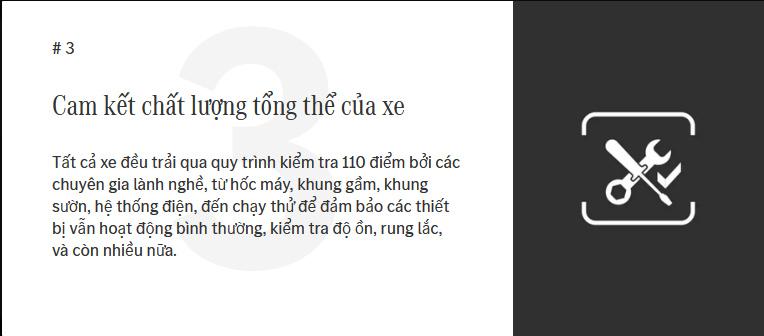 # 3
Cam kết chất lượng tổng thể của xe
Tất cả xe đều trải qua quy trình kiểm tra 110 điểm bởi các
chuyên gia lành nghề, từ hốc máy, khung gầm, khung
sườn, hệ thống điện, đến chạy thử để đảm bảo các thiết
bị vẫn hoạt động bình thường, kiểm tra độ ồn, rung lắc,
và còn nhiều nữa.
3